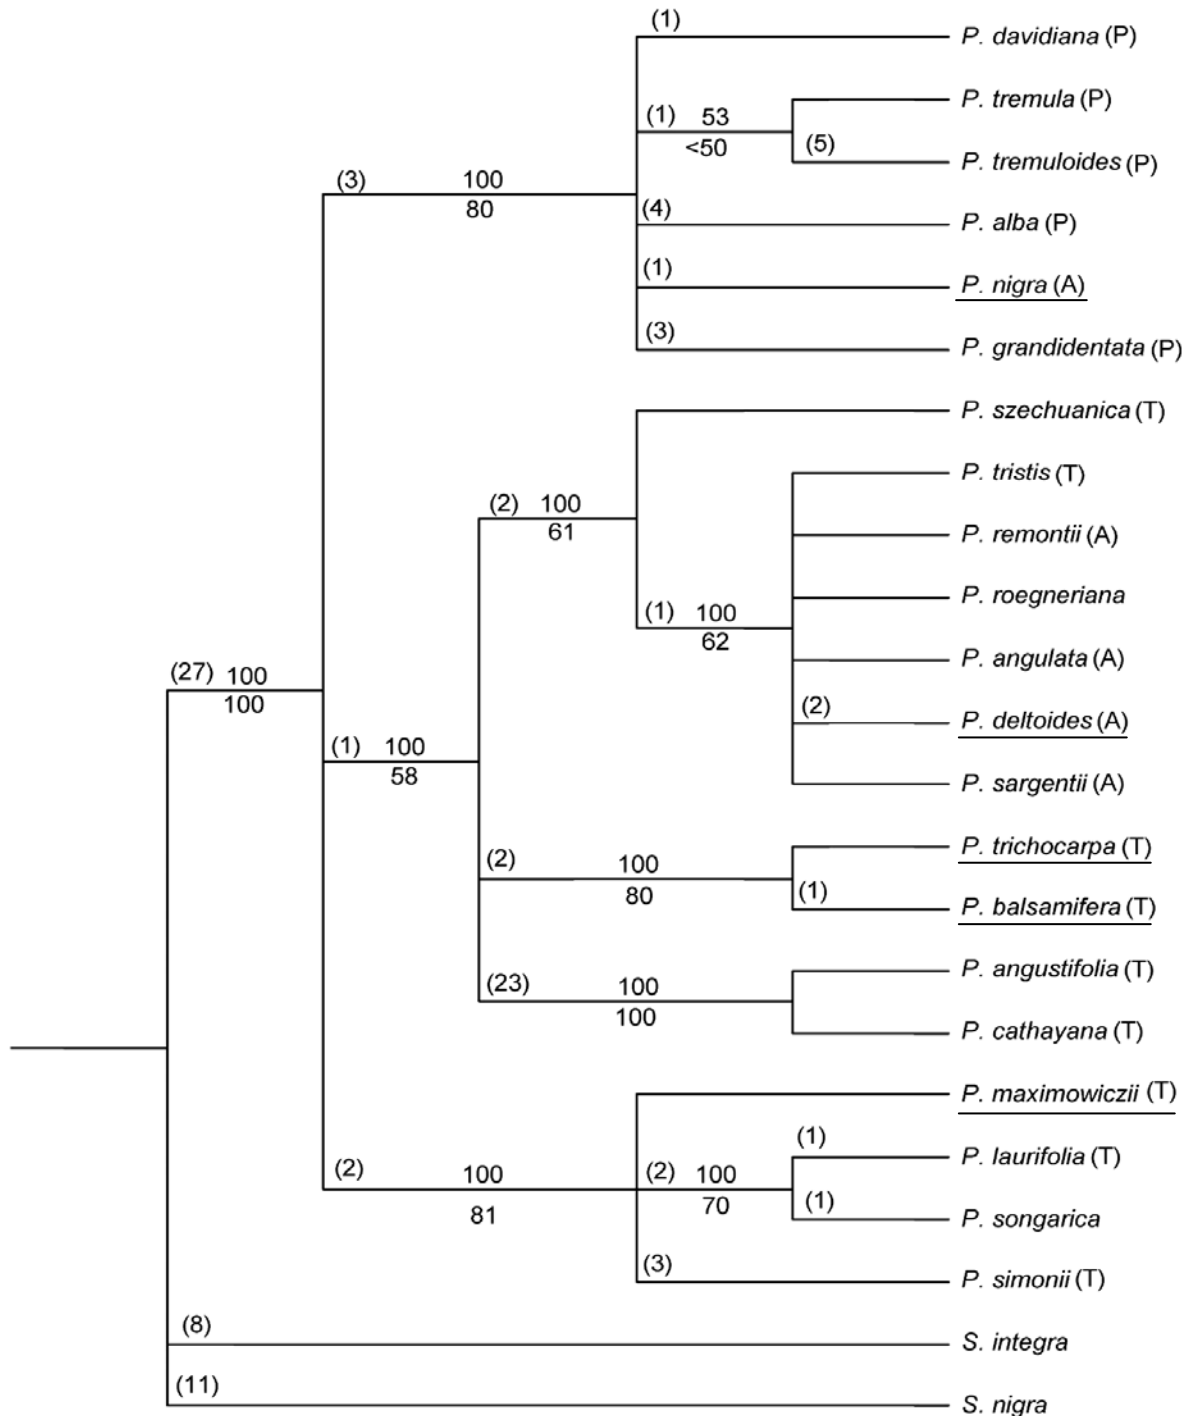 (1)
P. davidiana (P)
P. tremula (P)
(1) 53
<50
(5)
P. tremuloides (P)
(3) 100
80
(4)
P. alba (P)
(1)
P. nigra (A)
(3)
P. grandidentata (P)
P. szechuanica (T)
P. tristis (T)
(2) 100
61
P. remontii (A)
P. roegneriana
(1) 100
62
P. angulata (A)
(27) 100
100
(2)
P. deltoides (A)
(1) 100
58
P. sargentii (A)
P. trichocarpa (T)
(2) 100
80
(1)
P. balsamifera (T)
P. angustifolia (T)
(23) 100
100
P. cathayana (T)
P. maximowiczii (T)
(1)
P. laurifolia (T)
(2) 100
81
(2) 100
70
(1)
P. songarica
(3)
P. simonii (T)
(8)
S. integra
(11)
S. nigra